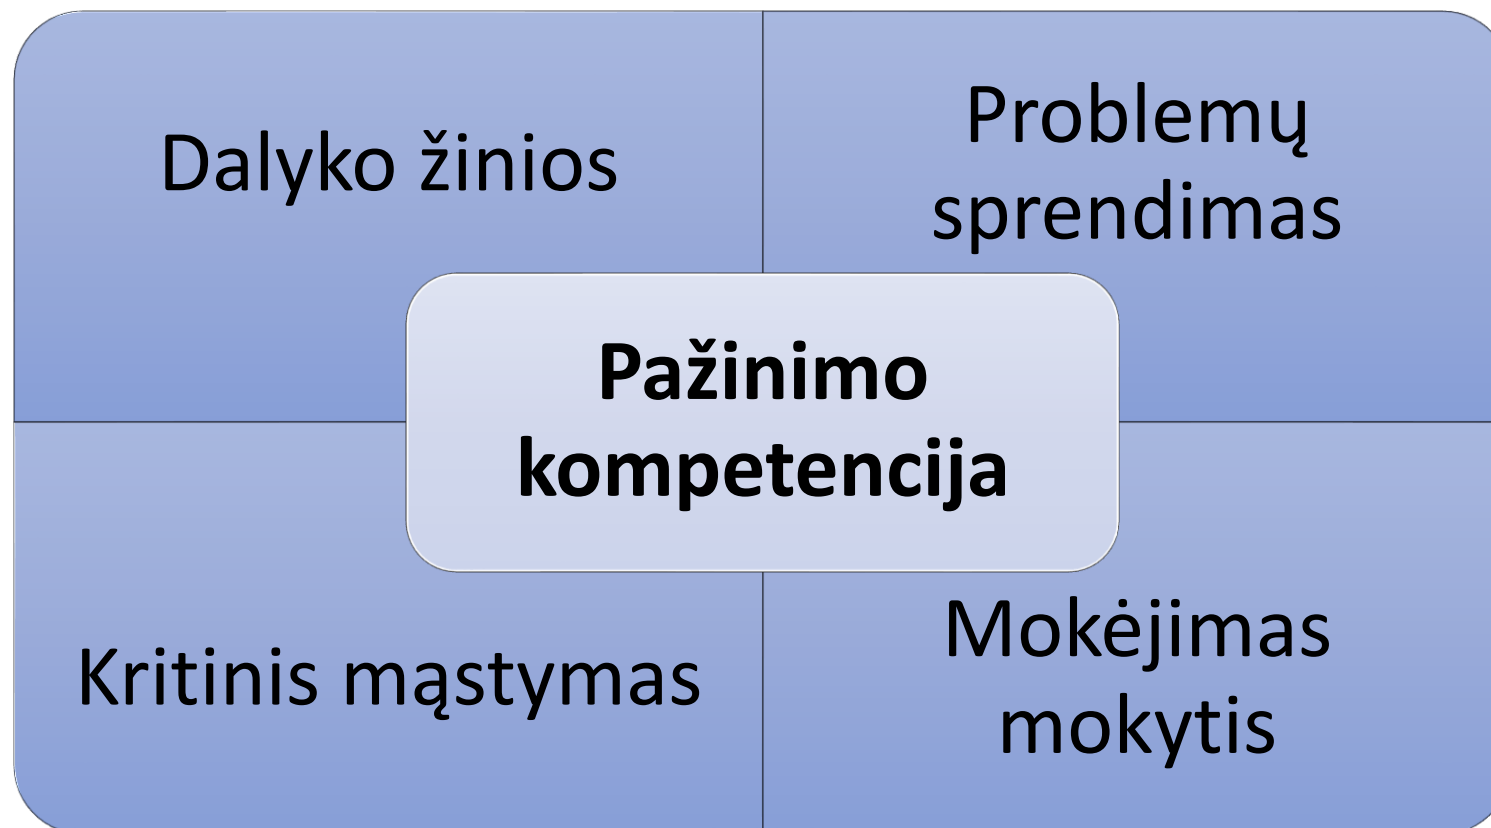 Dalyko žinios
Problemų
sprendimas
Pažinimo
kompetencija
Kritinis mąstymas
Mokėjimas
mokytis